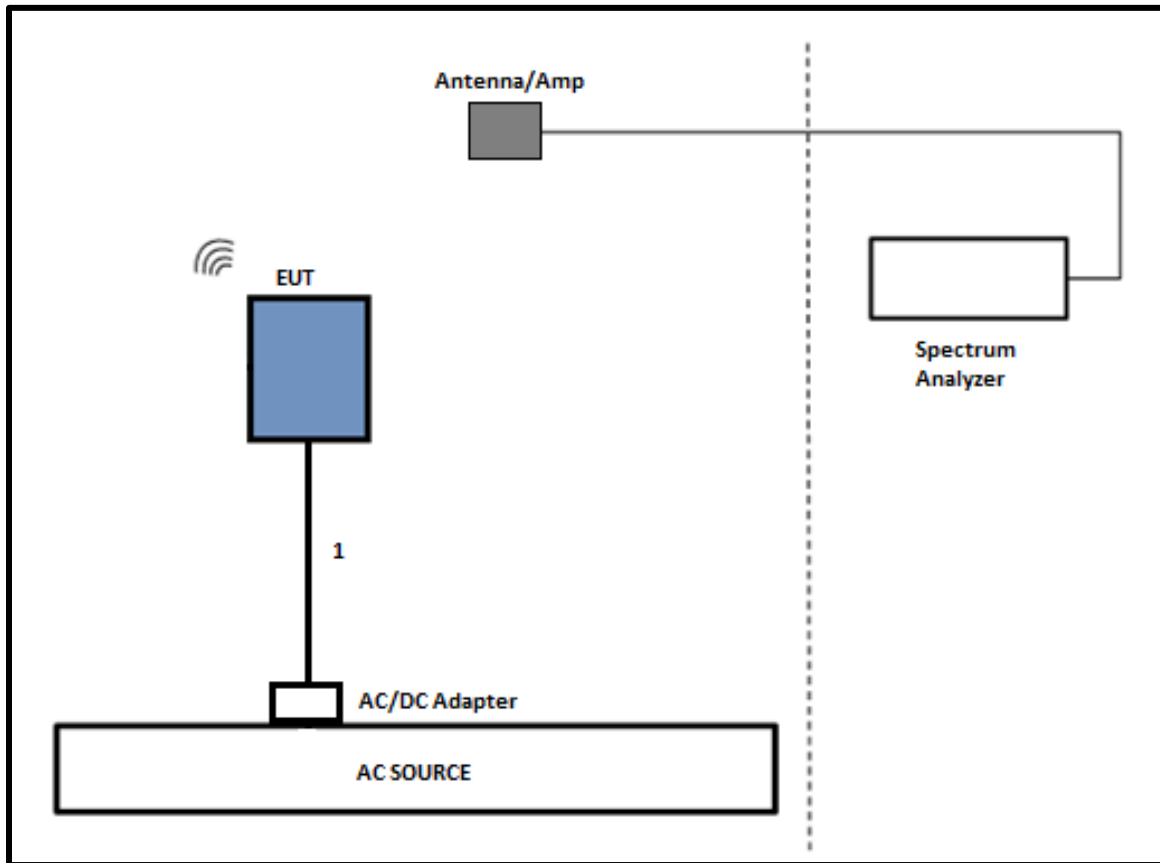 Antenna/Amp
EUT
Spectrum
Analyzer
1
AC/DC Adapter
AC SOURCE